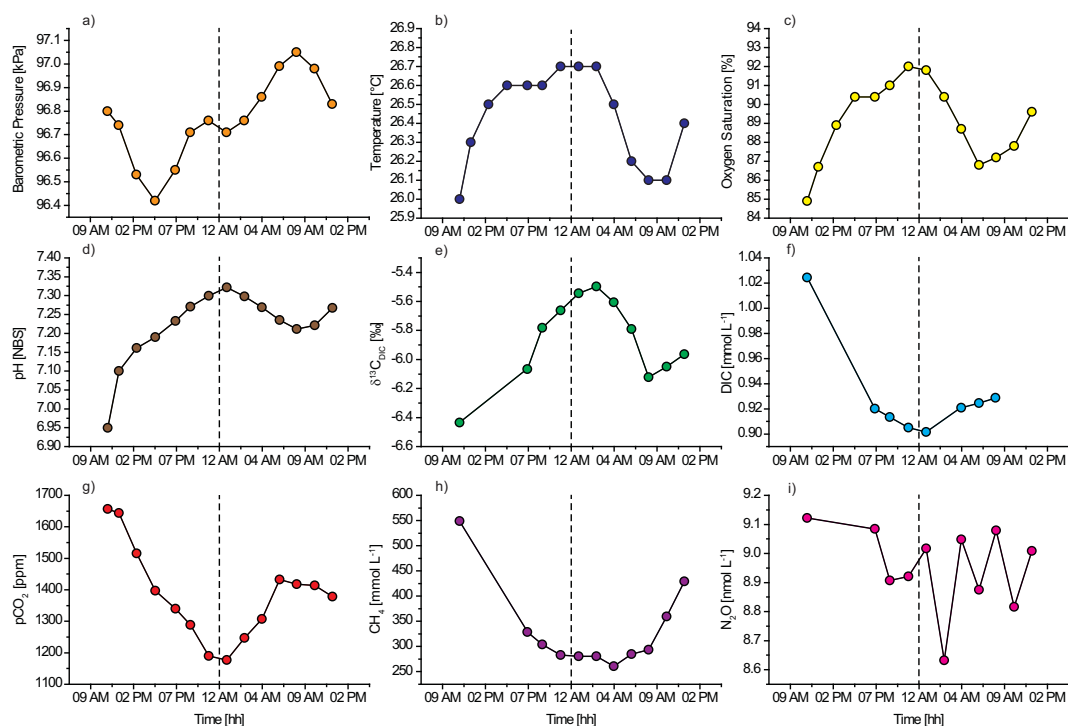 a)
Barometric Pressure [kPa]
97.1
97.0
96.9
96.8
96.7
96.6
96.5
96.4
09 AM 02 PM 07 PM 12 AM 04 AM 09 AM 02 PM
b)
Temperature [°C]
26.9
26.8
26.7
26.6
26.5
26.4
26.3
26.2
26.1
26.0
25.9
09 AM 02 PM 07 PM 12 AM 04 AM 09 AM 02 PM
c)
Oxygen Saturation [%]
95
94
92
91
90
89
87
86
85
84
09 AM 02 PM 07 PM 12 AM 04 AM 09 AM 02 PM
d)
pH [NBS]
7.40
7.35
7.30
7.25
7.20
7.15
7.10
7.05
7.00
6.95
6.90
09 AM 02 PM 07 PM 12 AM 04 AM 09 AM 02 PM
e)
δ¹³C_DIC [‰]
-5.4
-5.6
-5.8
-6.0
-6.2
-6.4
-6.6
09 AM 02 PM 07 PM 12 AM 04 AM 09 AM 02 PM
f)
DIC [mmol L⁻¹]
1.04
1.02
1.00
0.98
0.96
0.94
0.92
0.90
09 AM 02 PM 07 PM 12 AM 04 AM 09 AM 02 PM
g)
pCO₂ [ppm]
1700
1600
1500
1400
1300
1200
1100
09 AM 02 PM 07 PM 12 AM 04 AM 09 AM 02 PM
Time [hh]
h)
CH₄ [mmol L⁻¹]
600
550
500
450
400
350
300
250
09 AM 02 PM 07 PM 12 AM 04 AM 09 AM 02 PM
Time [hh]
i)
N₂O [nmol L⁻¹]
9.2
9.1
9.0
8.9
8.8
8.7
8.6
09 AM 02 PM 07 PM 12 AM 04 AM 09 AM 02 PM
Time [hh]